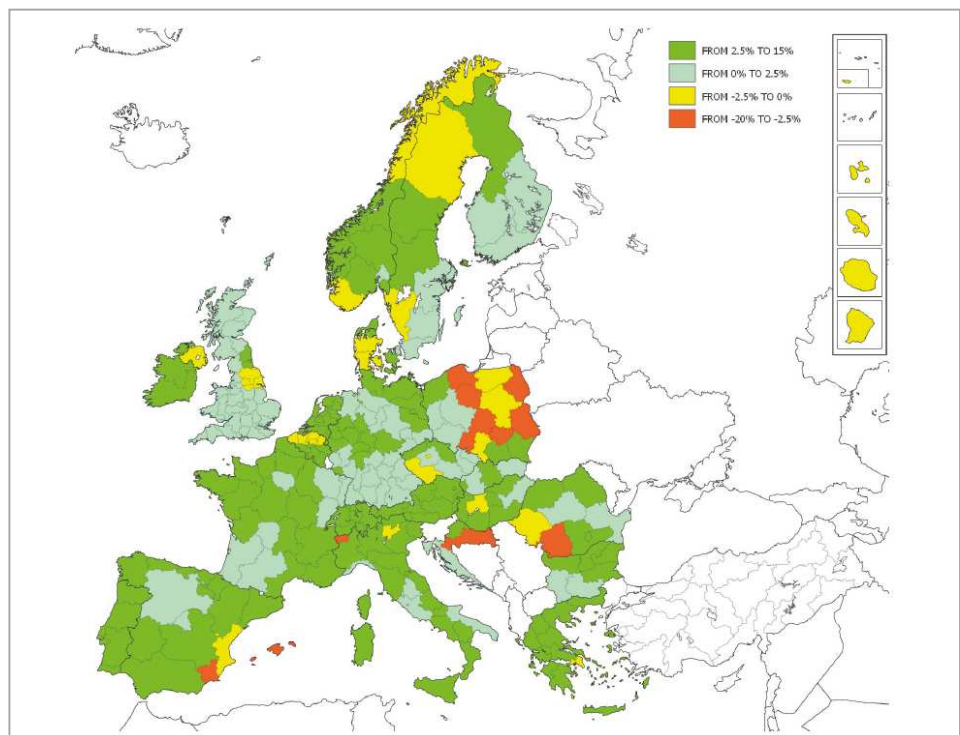 FROM 2.5% TO 15%
FROM 0% TO 2.5%
FROM -2.5% TO 0%
FROM -20% TO -2.5%